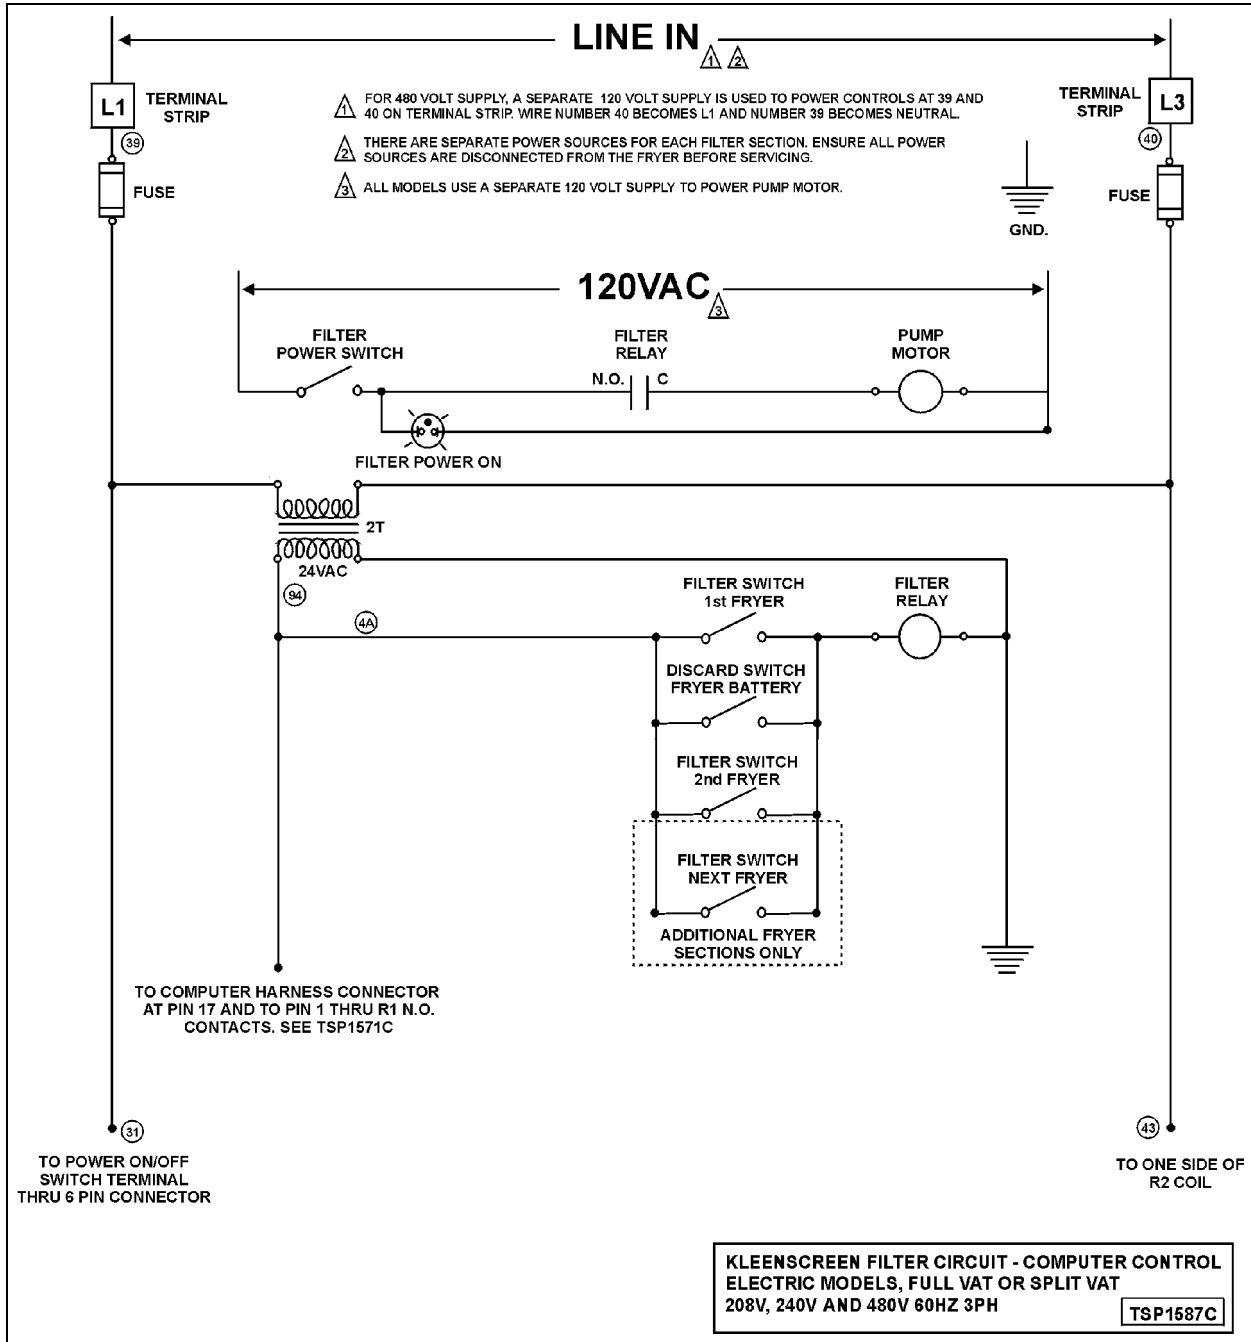 LINE IN
1 2
L1
TERMINAL
STRIP
39
FUSE
1 FOR 480 VOLT SUPPLY, A SEPARATE 120 VOLT SUPPLY IS USED TO POWER CONTROLS AT 39 AND
40 ON TERMINAL STRIP. WIRE NUMBER 40 BECOMES L1 AND NUMBER 39 BECOMES NEUTRAL.
2 THERE ARE SEPARATE POWER SOURCES FOR EACH FILTER SECTION. ENSURE ALL POWER
SOURCES ARE DISCONNECTED FROM THE FRYER BEFORE SERVICING.
3 ALL MODELS USE A SEPARATE 120 VOLT SUPPLY TO POWER PUMP MOTOR.
TERMINAL
STRIP
L3
40
FUSE
GND.
120VAC
3
FILTER
POWER SWITCH
FILTER
RELAY
N.O. C
PUMP
MOTOR
FILTER POWER ON
2T
24VAC
94
4A
FILTER SWITCH
1st FRYER
FILTER
RELAY
DISCARD SWITCH
FRYER BATTERY
FILTER SWITCH
2nd FRYER
FILTER SWITCH
NEXT FRYER
ADDITIONAL FRYER
SECTIONS ONLY
TO COMPUTER HARNESS CONNECTOR
AT PIN 17 AND TO PIN 1 THRU R1 N.O.
CONTACTS. SEE TSP1571C
31
TO POWER ON/OFF
SWITCH TERMINAL
THRU 6 PIN CONNECTOR
43
TO ONE SIDE OF
R2 COIL
KLEENSCREEN FILTER CIRCUIT - COMPUTER CONTROL
ELECTRIC MODELS, FULL VAT OR SPLIT VAT
208V, 240V AND 480V 60HZ 3PH
TSP1587C